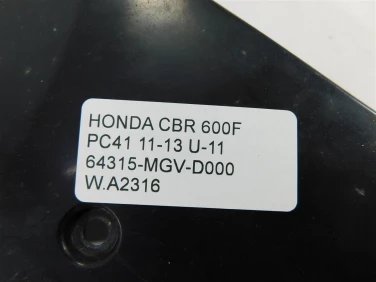 HONDA CBR 600F
PC41 11-13 U-11
64315-MGV-D000
W.A2316